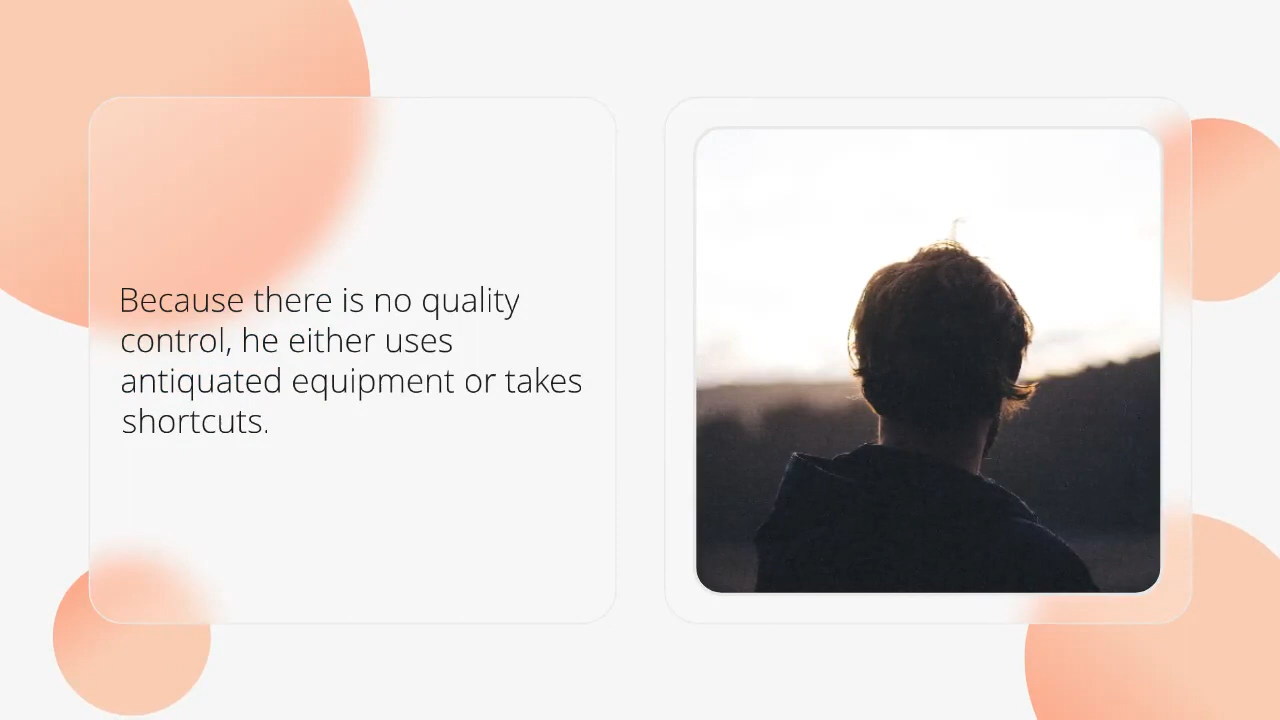 Because there is no quality
control, he either uses
antiquated equipment or takes
shortcuts.